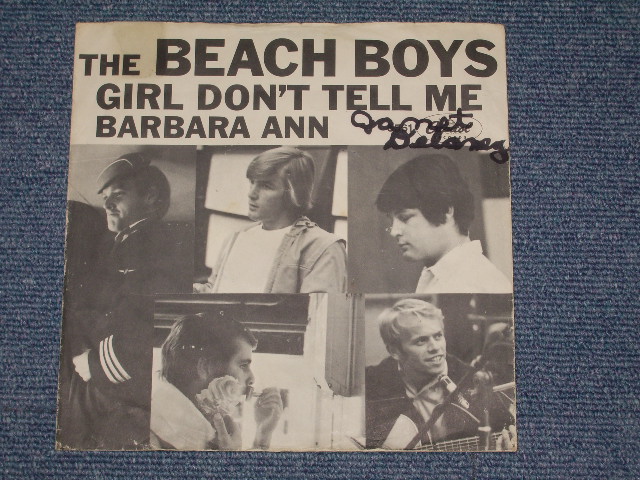 THE BEACH BOYS
GIRL DON'T TELL ME
BARBARA ANN
Janet
Delaney